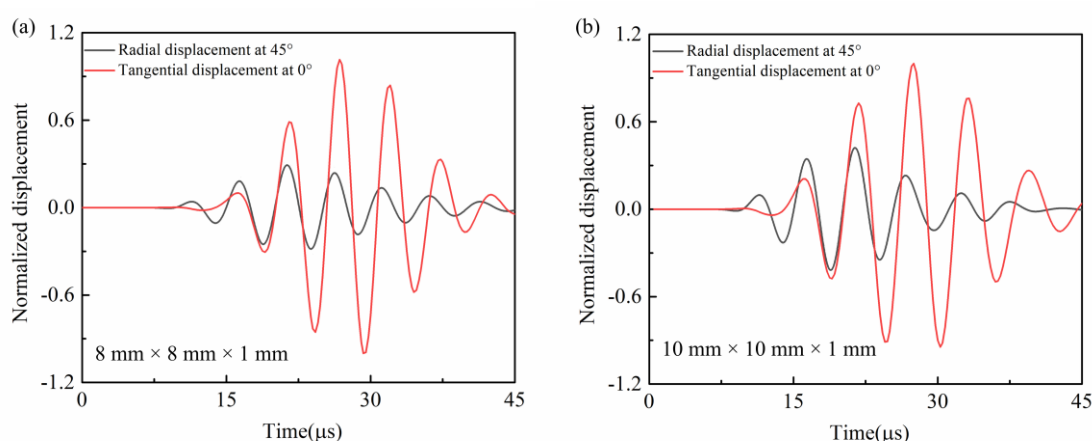 (a)
Normalized displacement
1.2
0.6
0.0
-0.6
-1.2
Radial displacement at 45°
Tangential displacement at 0°
8 mm × 8 mm × 1 mm
0 15 30 45
Time(μs)
(b)
Normalized displacement
1.2
0.6
0.0
-0.6
-1.2
Radial displacement at 45°
Tangential displacement at 0°
10 mm × 10 mm × 1 mm
0 15 30 45
Time(μs)